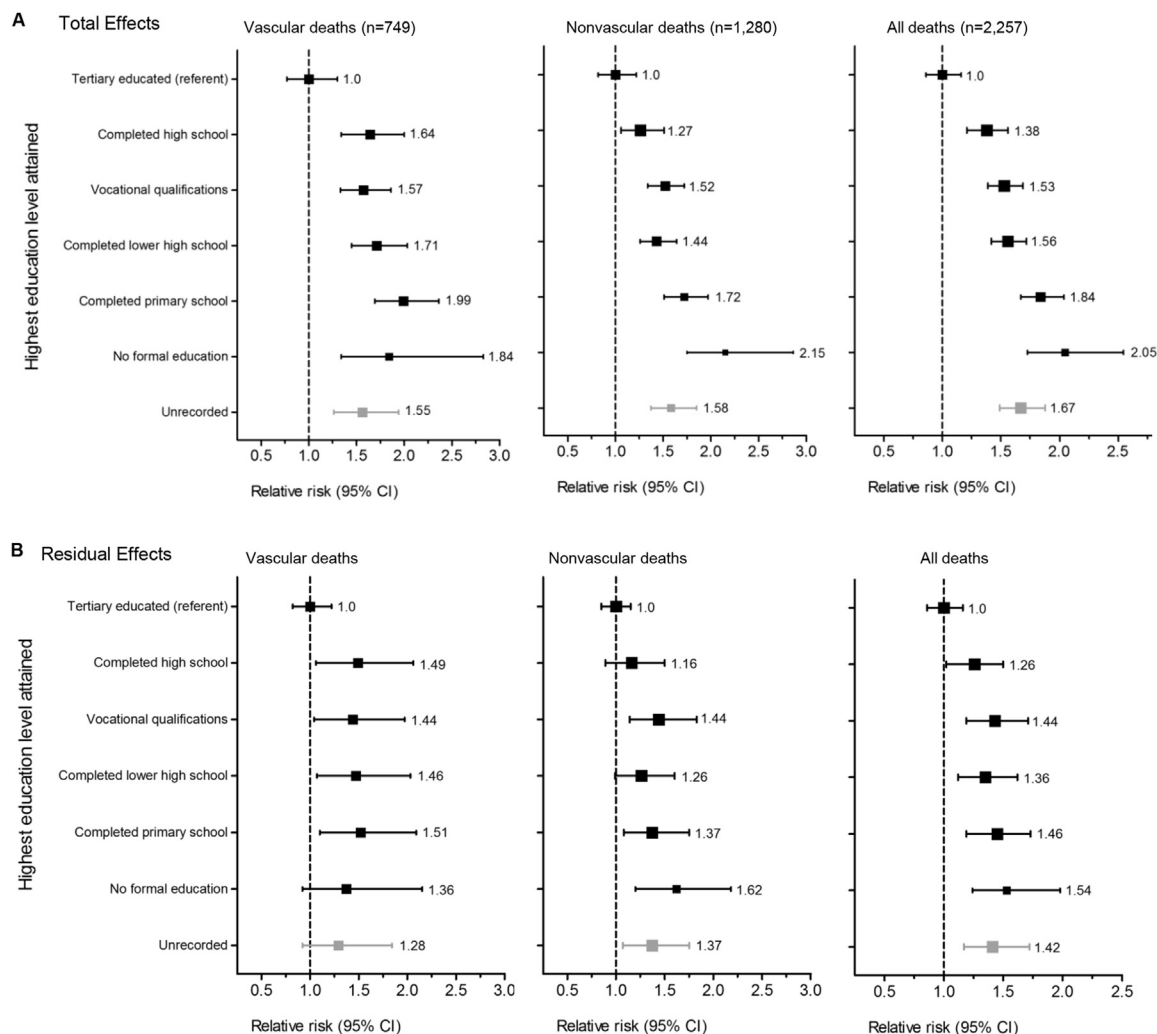 A Total Effects
Vascular deaths (n=749) Nonvascular deaths (n=1,280) All deaths (n=2,257)
Highest education level attained
Tertiary educated (referent) 1.0 1.0 1.0
Completed high school 1.64 1.27 1.38
Vocational qualifications 1.57 1.52 1.53
Completed lower high school 1.71 1.44 1.56
Completed primary school 1.99 1.72 1.84
No formal education 1.84 2.15 2.05
Unrecorded 1.55 1.58 1.67
0.5 1.0 1.5 2.0 2.5 3.0 0.5 1.0 1.5 2.0 2.5 3.0 0.5 1.0 1.5 2.0 2.5
Relative risk (95% CI) Relative risk (95% CI) Relative risk (95% CI)
B Residual Effects
Vascular deaths Nonvascular deaths All deaths
Highest education level attained
Tertiary educated (referent) 1.0 1.0 1.0
Completed high school 1.49 1.16 1.26
Vocational qualifications 1.44 1.44 1.44
Completed lower high school 1.46 1.26 1.36
Completed primary school 1.51 1.37 1.46
No formal education 1.36 1.62 1.54
Unrecorded 1.28 1.37 1.42
0.5 1.0 1.5 2.0 2.5 3.0 0.5 1.0 1.5 2.0 2.5 3.0 0.5 1.0 1.5 2.0 2.5
Relative risk (95% CI) Relative risk (95% CI) Relative risk (95% CI)